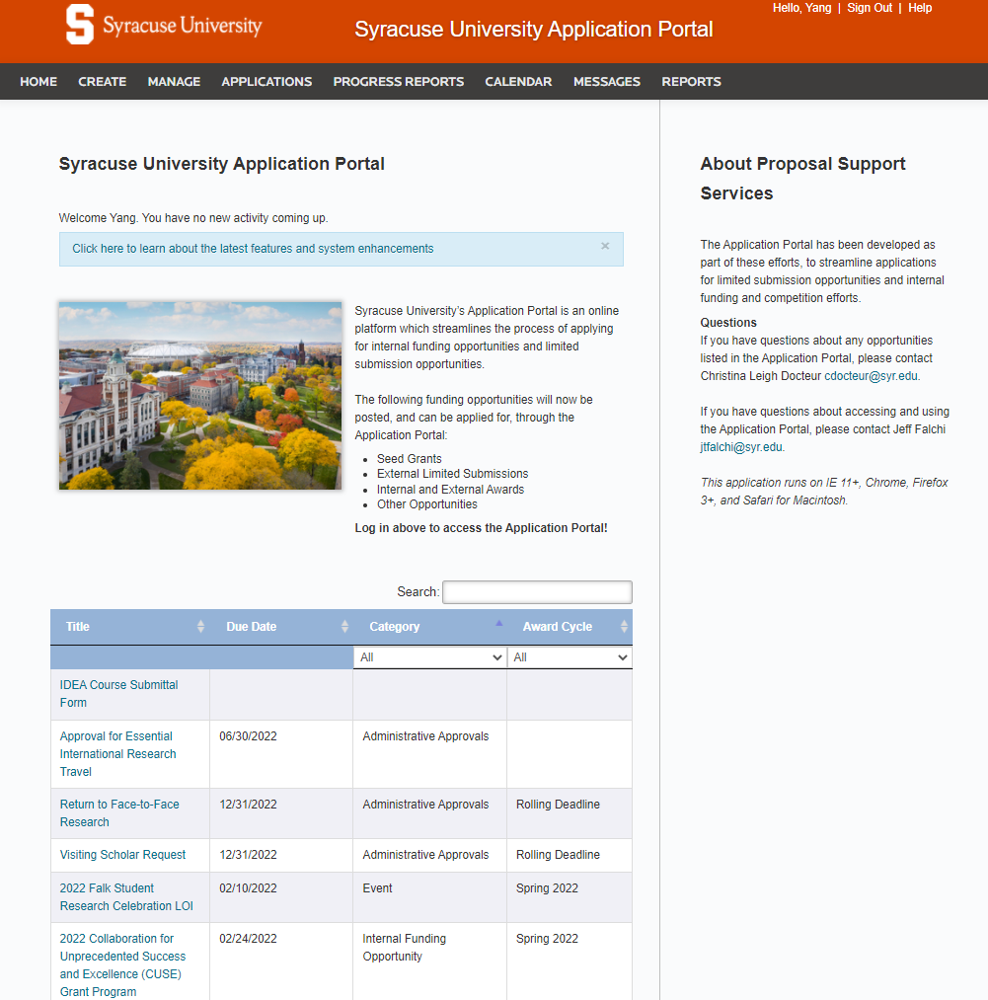 S Syracuse University
Syracuse University Application Portal
Hello, Yang | Sign Out | Help
HOME CREATE MANAGE APPLICATIONS PROGRESS REPORTS CALENDAR MESSAGES REPORTS
Syracuse University Application Portal
Welcome Yang. You have no new activity coming up.
Click here to learn about the latest features and system enhancements ×
Syracuse University's Application Portal is an online
platform which streamlines the process of applying
for internal funding opportunities and limited
submission opportunities.
The following funding opportunities will now be
posted, and can be applied for, through the
Application Portal:
• Seed Grants
• External Limited Submissions
• Internal and External Awards
• Other Opportunities
Log in above to access the Application Portal!
About Proposal Support
Services
The Application Portal has been developed as
part of these efforts, to streamline applications
for limited submission opportunities and internal
funding and competition efforts.
Questions
If you have questions about any opportunities
listed in the Application Portal, please contact
Christina Leigh Docteur cdocteur@syr.edu.
If you have questions about accessing and using
the Application Portal, please contact Jeff Falchi
jtfalchi@syr.edu.
This application runs on IE 11+, Chrome, Firefox
3+, and Safari for Macintosh.
Search:
Title Due Date Category Award Cycle
All All
IDEA Course Submittal
Form
Approval for Essential 06/30/2022 Administrative Approvals
International Research
Travel
Return to Face-to-Face 12/31/2022 Administrative Approvals Rolling Deadline
Research
Visiting Scholar Request 12/31/2022 Administrative Approvals Rolling Deadline
2022 Falk Student 02/10/2022 Event Spring 2022
Research Celebration LOI
2022 Collaboration for 02/24/2022 Internal Funding Spring 2022
Unprecedented Success Opportunity
and Excellence (CUSE)
Grant Program